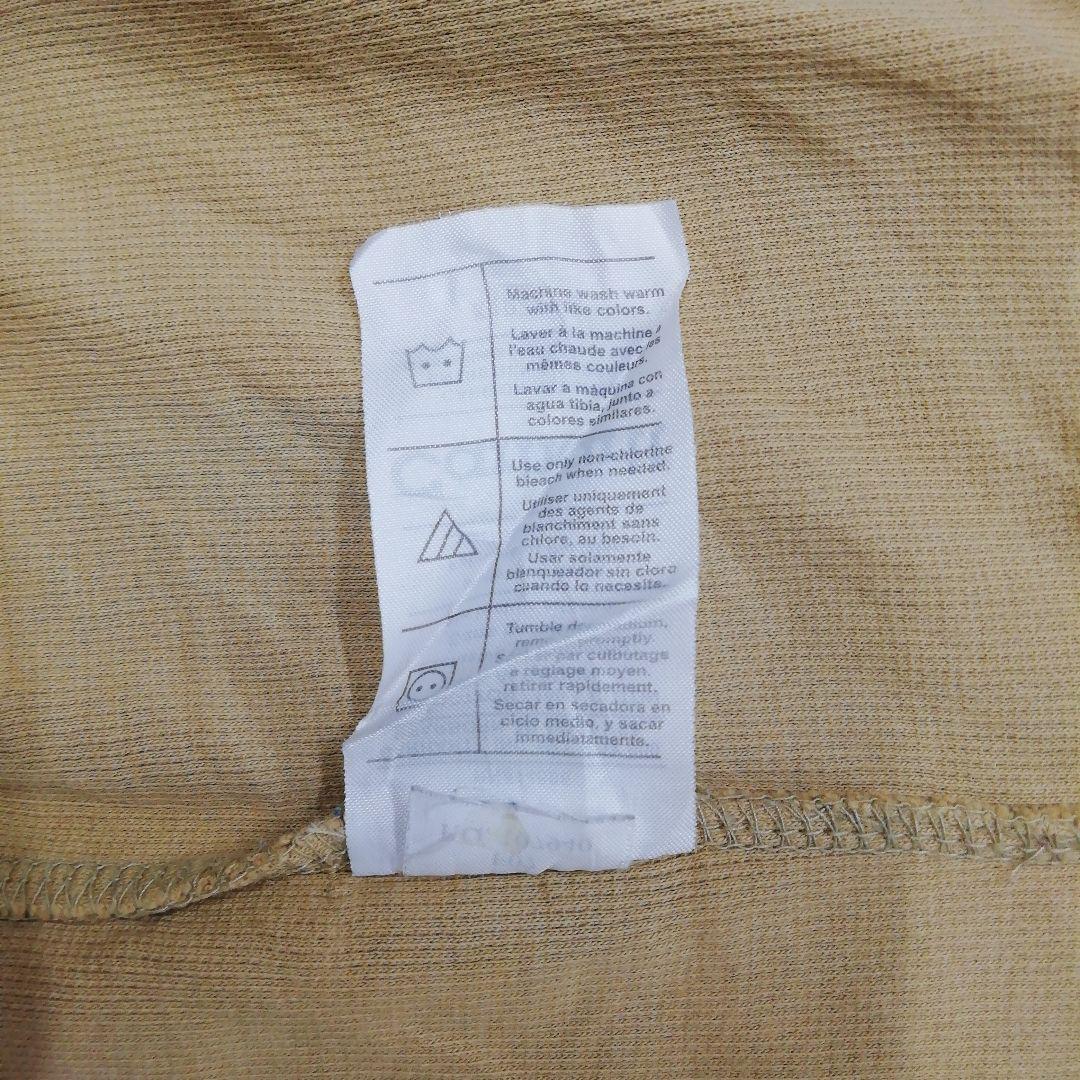 Machine wash warm
with like colors.
Laver à la machine
l'eau chaude avec les
mêmes couleurs.
Lavar a máquina con
agua tibia, junto a
colores similares.
Use only non-chlorine
bleach when needed.
Utiliser uniquement
des agents de
blanchiment sans
chlore, au besoin.
Usar solamente
blanqueador sin cloro
cuando lo necesite.
Tumble
promptly.
par culbutage
à réglage moyen,
retirer rapidement.
Secar en secadora en
ciclo medio, y sacar
inmediatamente.